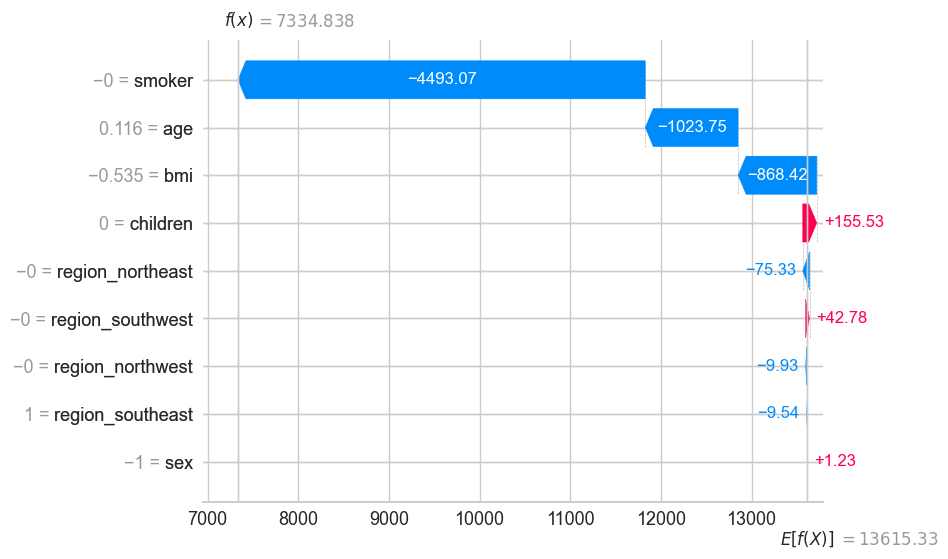 f(x) = 7334.838
−0 = smoker −4493.07
0.116 = age −1023.75
−0.535 = bmi −868.42
0 = children +155.53
−0 = region_northeast −75.33
−0 = region_southwest +42.78
−0 = region_northwest −9.93
1 = region_southeast −9.54
−1 = sex +1.23
7000 8000 9000 10000 11000 12000 13000
E[f(X)] = 13615.33